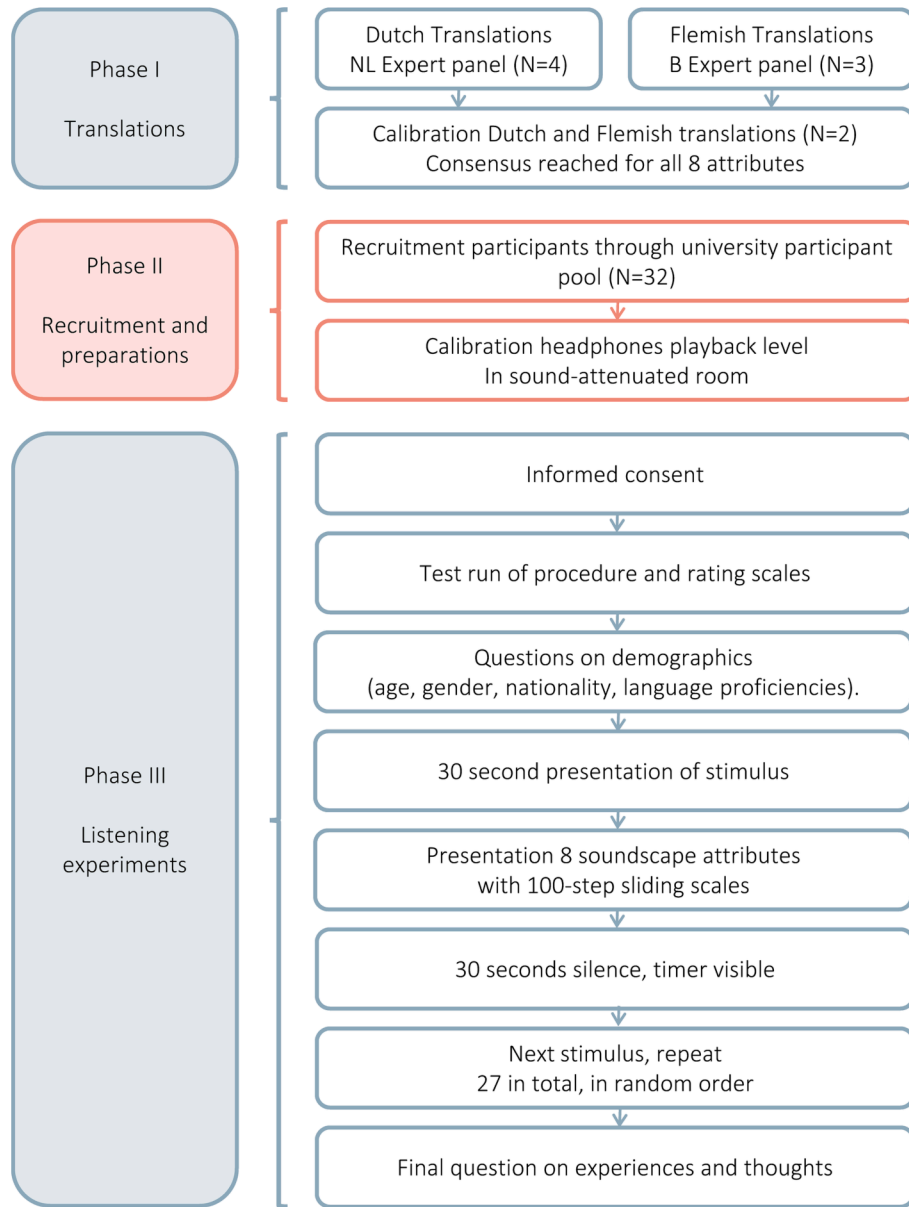 Phase I
Translations
Dutch Translations
NL Expert panel (N=4)
Flemish Translations
B Expert panel (N=3)
Calibration Dutch and Flemish translations (N=2)
Consensus reached for all 8 attributes
Phase II
Recruitment and
preparations
Recruitment participants through university participant
pool (N=32)
Calibration headphones playback level
In sound-attenuated room
Phase III
Listening
experiments
Informed consent
Test run of procedure and rating scales
Questions on demographics
(age, gender, nationality, language proficiencies).
30 second presentation of stimulus
Presentation 8 soundscape attributes
with 100-step sliding scales
30 seconds silence, timer visible
Next stimulus, repeat
27 in total, in random order
Final question on experiences and thoughts